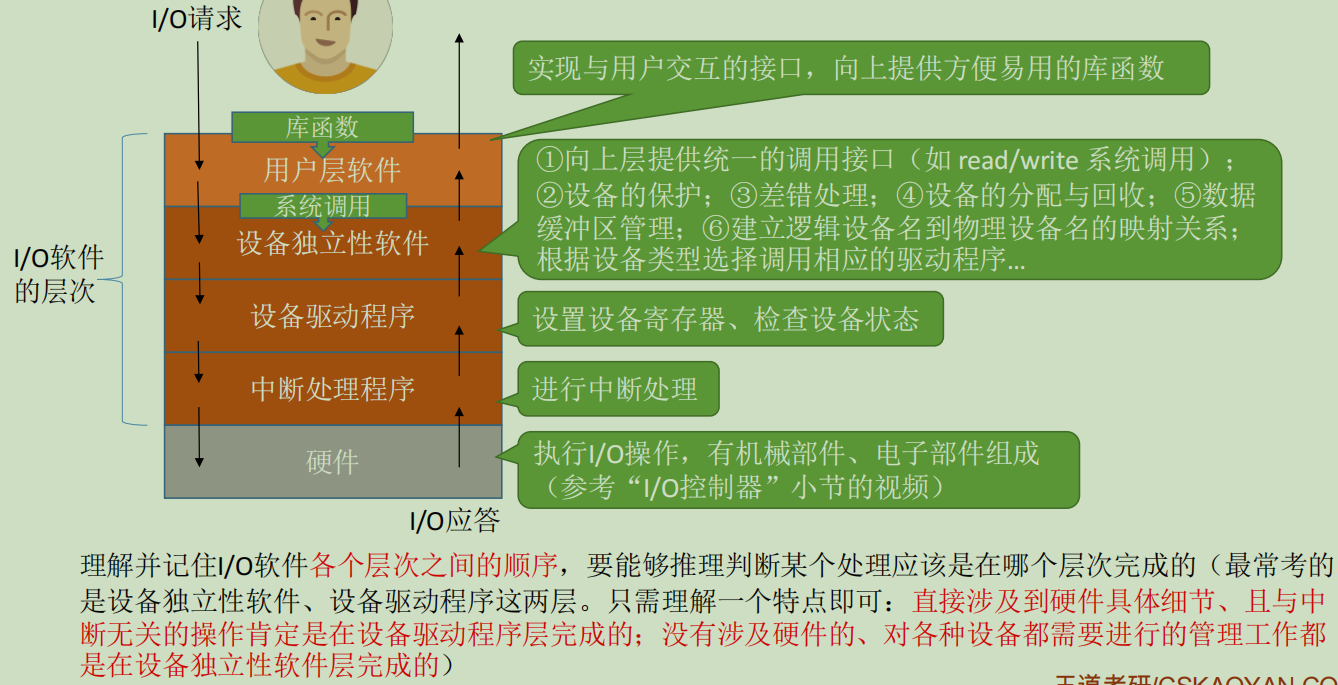 I/O请求
实现与用户交互的接口，向上提供方便易用的库函数
库函数
用户层软件
①向上层提供统一的调用接口（如 read/write 系统调用）；
②设备的保护；③差错处理；④设备的分配与回收；⑤数据
缓冲区管理；⑥建立逻辑设备名到物理设备名的映射关系；
根据设备类型选择调用相应的驱动程序…
系统调用
设备独立性软件
I/O软件
的层次
设备驱动程序
设置设备寄存器、检查设备状态
中断处理程序
进行中断处理
硬件
执行I/O操作，有机械部件、电子部件组成
（参考“I/O控制器”小节的视频）
I/O应答
理解并记住I/O软件各个层次之间的顺序，要能够推理判断某个处理应该是在哪个层次完成的（最常考的
是设备独立性软件、设备驱动程序这两层。只需理解一个特点即可：直接涉及到硬件具体细节、且与中
断无关的操作肯定是在设备驱动程序层完成的；没有涉及硬件的、对各种设备都需要进行的管理工作都
是在设备独立性软件层完成的）
王道考研/CSKAOYAN.CO